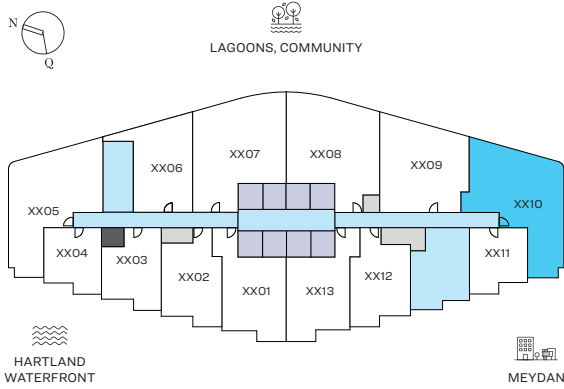 N
Q
LAGOONS, COMMUNITY
XX07
XX08
XX06
XX09
XX05
XX10
XX04
XX03
XX02
XX01
XX13
XX12
XX11
HARTLAND
WATERFRONT
MEYDAN